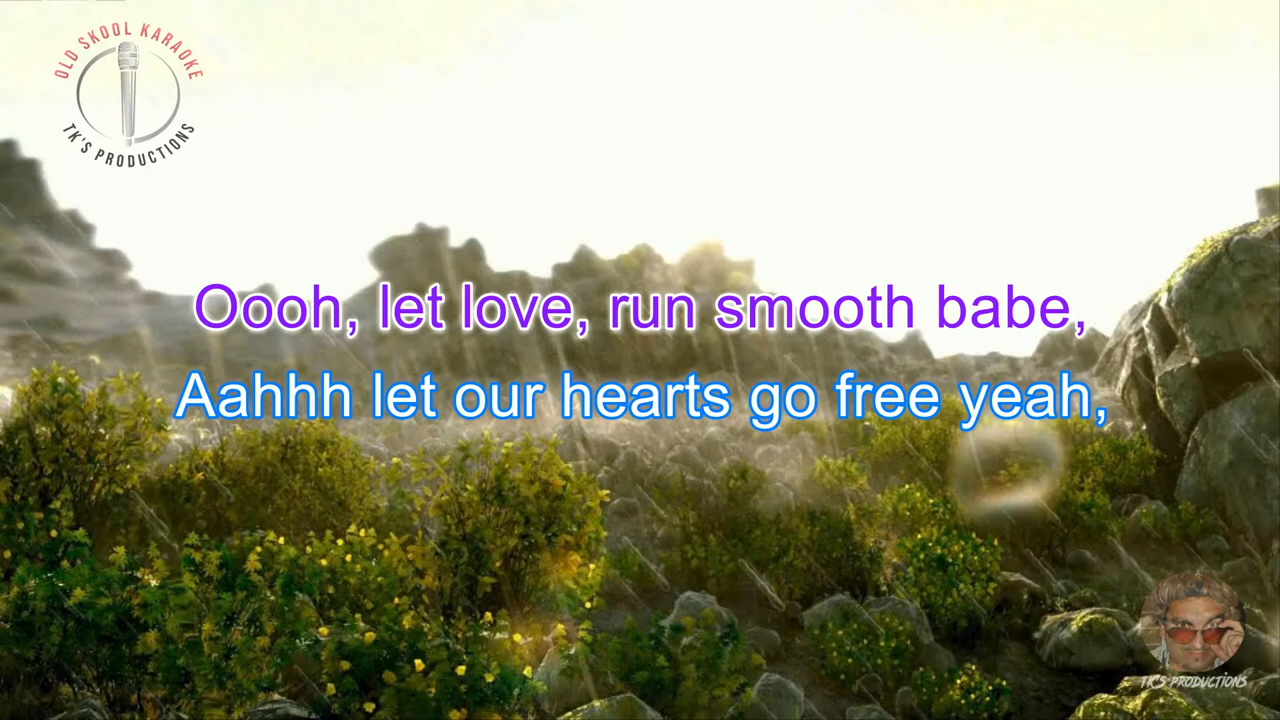 OLD SKOOL KARAOKE
TK'S PRODUCTIONS
Oooh, let love, run smooth babe,
Aahhh let our hearts go free yeah,
TK'S PRODUCTIONS